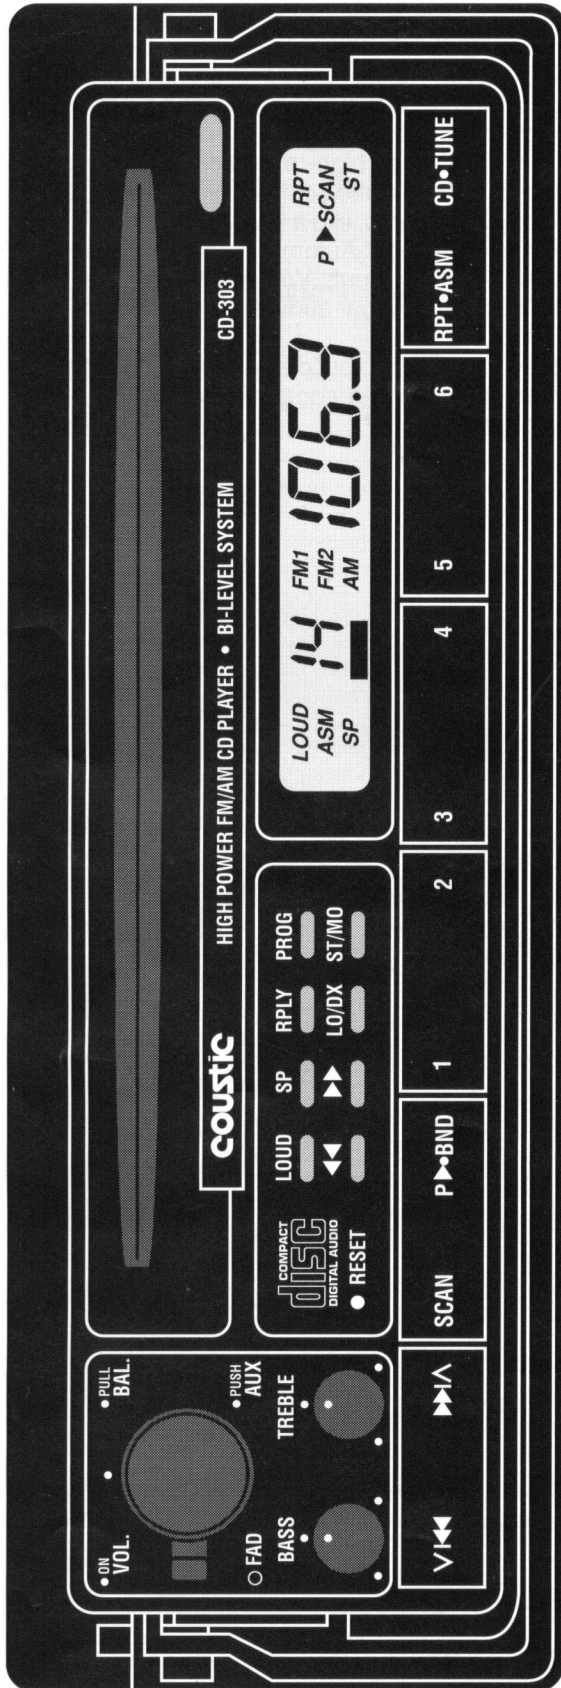 • ON
VOL.
• PULL
BAL.
• PUSH
AUX
○ FAD
BASS
TREBLE
coustic
HIGH POWER FM/AM CD PLAYER • BI-LEVEL SYSTEM
CD-303
COMPACT
disc
DIGITAL AUDIO
• RESET
LOUD SP RPLY PROG
◀◀ ▶▶ LO/DX ST/MO
LOUD
ASM
SP
14
FM1
FM2
AM
106.3
RPT
P ▶SCAN
ST
∨ I◀◀ ▶▶I ∧
SCAN P▶•BND
1 2
3 4
5 6
RPT•ASM CD•TUNE